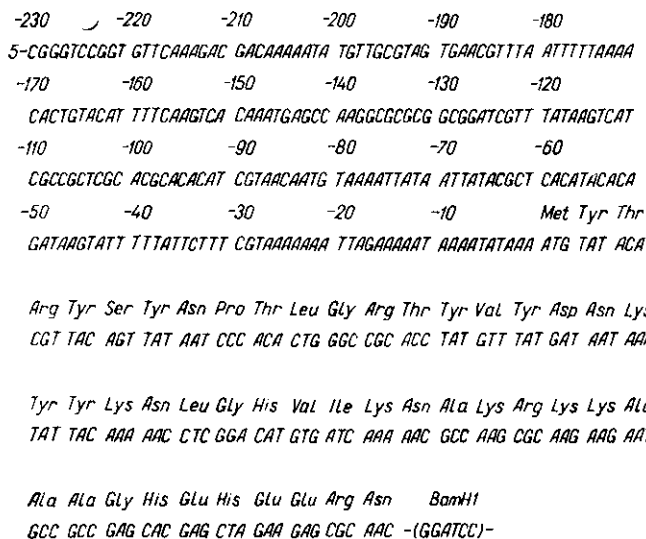 -230 -220 -210 -200 -190 -180
5-CGGGTCCGGT GTTCAAAGAC GACAAAAATA TGTTGCGTAG TGAACGTTTA ATTTTTAAAA
-170 -160 -150 -140 -130 -120
CACTGTACAT TTTCAAGTCA CAAATGAGCC AAGGCGCGCG GCGGATCGTT TATAAGTCAT
-110 -100 -90 -80 -70 -60
CGCCGCTCGC ACGCACACAT CGTAACAATG TAAAATTATA ATTATACGCT CACATACACA
-50 -40 -30 -20 -10 Met Tyr Thr
GATAAGTATT TTTATTCTTT CGTAAAAAAA TTAGAAAAAT AAAATATAAA ATG TAT ACA
Arg Tyr Ser Tyr Asn Pro Thr Leu Gly Arg Thr Tyr Val Tyr Asp Asn Lys
CGT TAC AGT TAT AAT CCC ACA CTG GGC CGC ACC TAT GTT TAT GAT AAT
Tyr Tyr Lys Asn Leu Gly His Val Ile Lys Asn Ala Lys Arg Lys Lys
TAT TAC AAA AAC CTC GGA CAT GTG ATC AAA AAC GCC AAG CGC AAG AAG
Ala Ala Gly His Glu His Glu Glu Arg Asn BamH1
GCC GCC GAG CAC GAG CTA GAA GAG CGC AAC -(GGATCC)-